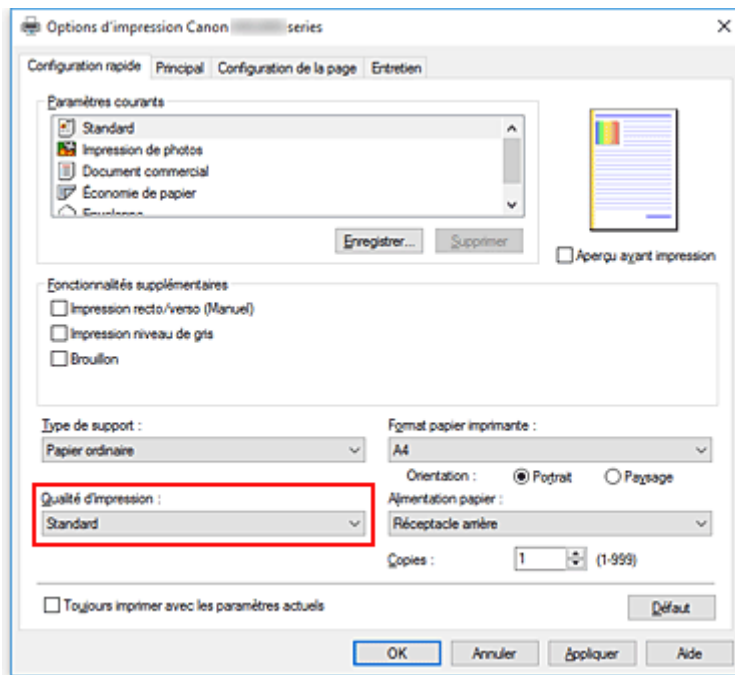 Options d'impression Canon series
Configuration rapide Principal Configuration de la page Entretien
Paramètres courants
Standard
Impression de photos
Document commercial
Économie de papier
Enregistrer... Supprimer
Aperçu avant impression
Fonctionnalités supplémentaires
Impression recto/verso (Manuel)
Impression niveau de gris
Brouillon
Type de support : Format papier imprimante :
Papier ordinaire A4
Orientation : Portrait Paysage
Qualité d'impression : Alimentation papier :
Standard Réceptacle arrière
Copies : 1 (1-999)
Toujours imprimer avec les paramètres actuels Défaut
OK Annuler Appliquer Aide